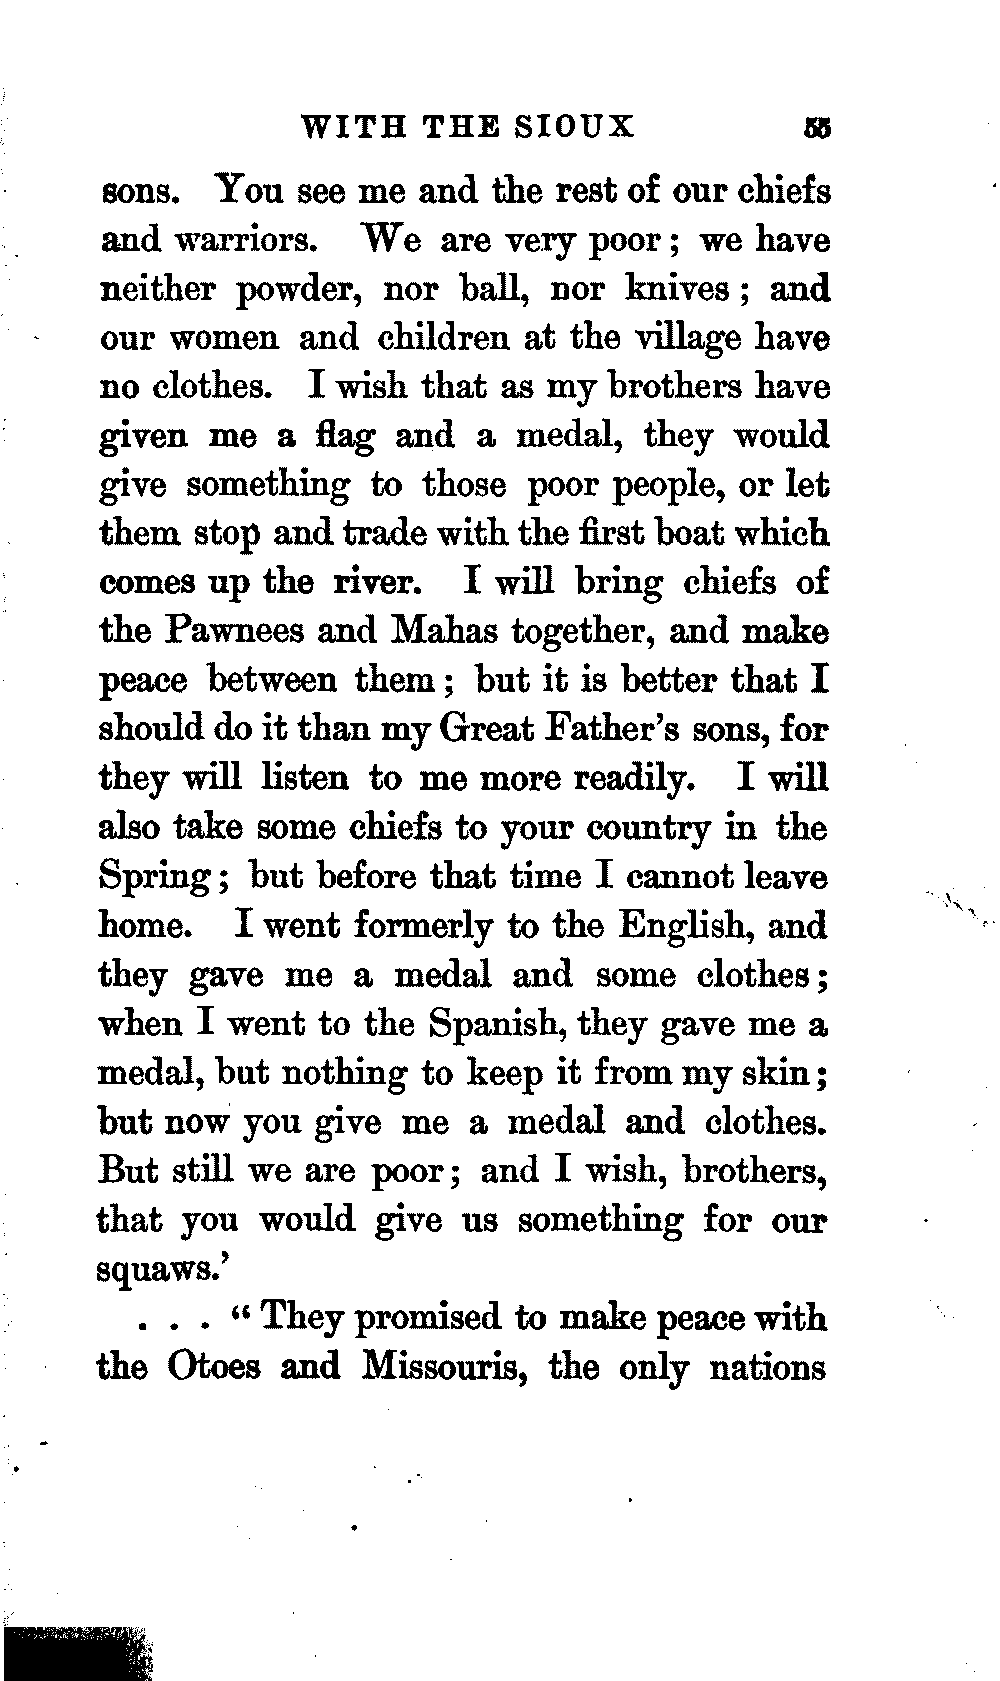 WITH THE SIOUX 55
sons. You see me and the rest of our chiefs
and warriors. We are very poor; we have
neither powder, nor ball, nor knives; and
our women and children at the village have
no clothes. I wish that as my brothers have
given me a flag and a medal, they would
give something to those poor people, or let
them stop and trade with the first boat which
comes up the river. I will bring chiefs of
the Pawnees and Mahas together, and make
peace between them; but it is better that I
should do it than my Great Father's sons, for
they will listen to me more readily. I will
also take some chiefs to your country in the
Spring; but before that time I cannot leave
home. I went formerly to the English, and
they gave me a medal and some clothes;
when I went to the Spanish, they gave me a
medal, but nothing to keep it from my skin;
but now you give me a medal and clothes.
But still we are poor; and I wish, brothers,
that you would give us something for our
squaws.'
. . . "They promised to make peace with
the Otoes and Missouris, the only nations